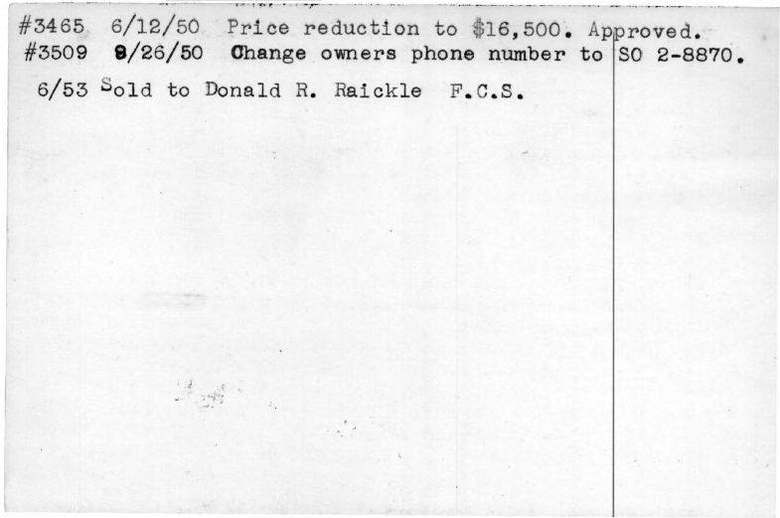 #3465 6/12/50 Price reduction to $16,500. Approved.
#3509 9/26/50 Change owners phone number to SO 2-8870.
6/53 Sold to Donald R. Raickle F.C.S.